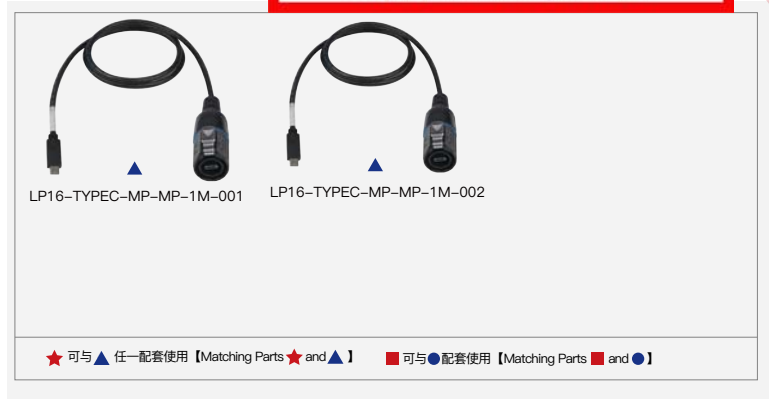 LP16-TYPEC-MP-MP-1M-001
LP16-TYPEC-MP-MP-1M-002
★ 可与▲ 任一配套使用【Matching Parts ★ and ▲ 】
■ 可与●配套使用【Matching Parts ■ and ● 】